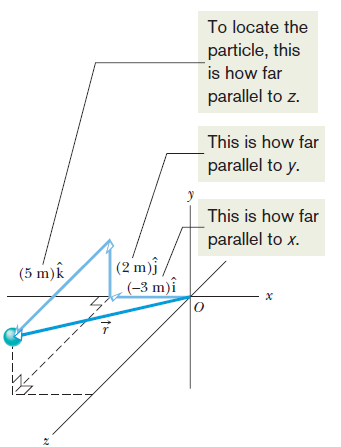 To locate the
particle, this
is how far
parallel to z.
This is how far
parallel to y.
y
This is how far
parallel to x.
(5 m)k̂
(2 m)ĵ
(−3 m)î
x
O
r⃗
z